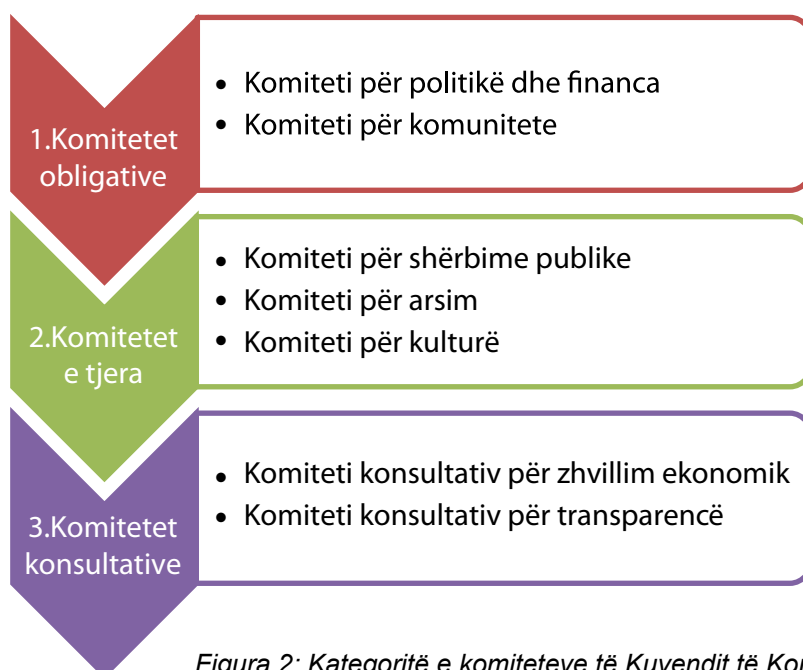 1.Komitetet
obligative
• Komiteti për politikë dhe financa
• Komiteti për komunitete
2.Komitetet
e tjera
• Komiteti për shërbime publike
• Komiteti për arsim
• Komiteti për kulturë
3.Komitetet
konsultative
• Komiteti konsultativ për zhvillim ekonomik
• Komiteti konsultativ për transparencë
Figura 2: Kategoritë e komiteteve të Kuvendit të